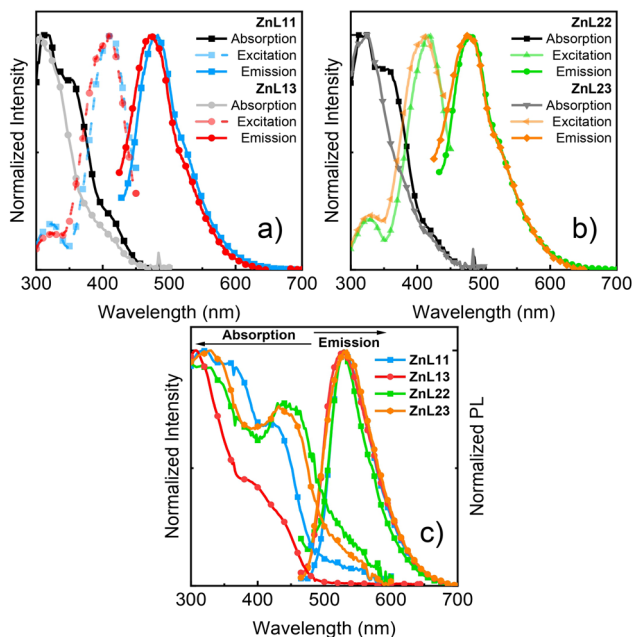 ZnL11
Absorption
Excitation
Emission
ZnL13
Absorption
Excitation
Emission
a)
Normalized Intensity
300 400 500 600 700
Wavelength (nm)
ZnL22
Absorption
Excitation
Emission
ZnL23
Absorption
Excitation
Emission
b)
Normalized Intensity
300 400 500 600 700
Wavelength (nm)
Absorption Emission
ZnL11
ZnL13
ZnL22
ZnL23
c)
Normalized Intensity
Normalized PL
300 400 500 600 700
Wavelength (nm)